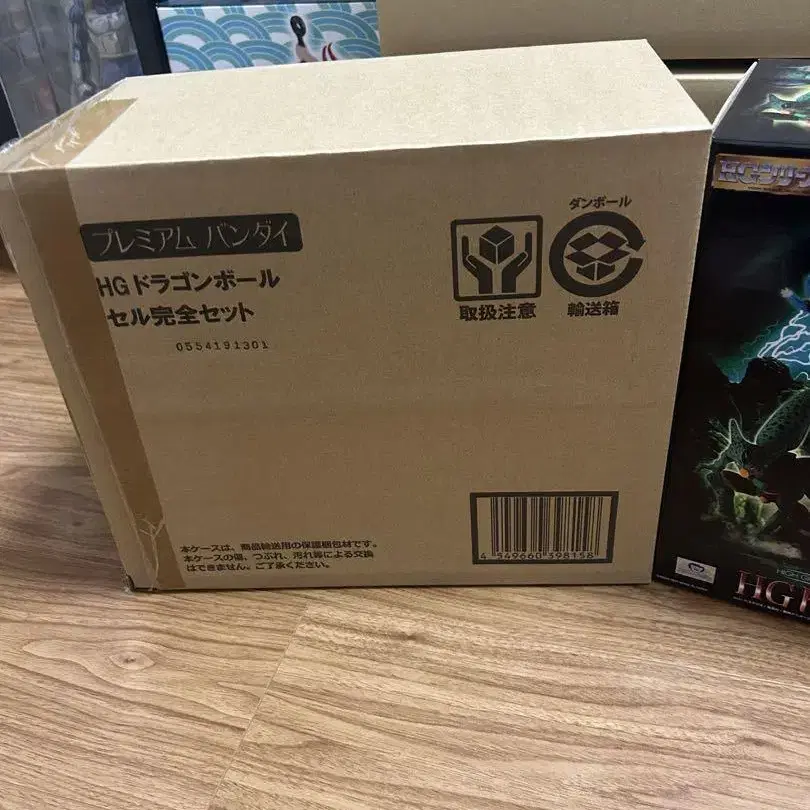 プレミアム バンダイ
HG ドラゴンボール
セル完全セット
0554191301
取扱注意
ダンボール
輸送箱
本ケースは、商品輸送用の保護梱包材です。
本ケースの傷、つぶれ、汚れ等による交換
はできません。ご了承ください。
4 549660 398158
HG
HG